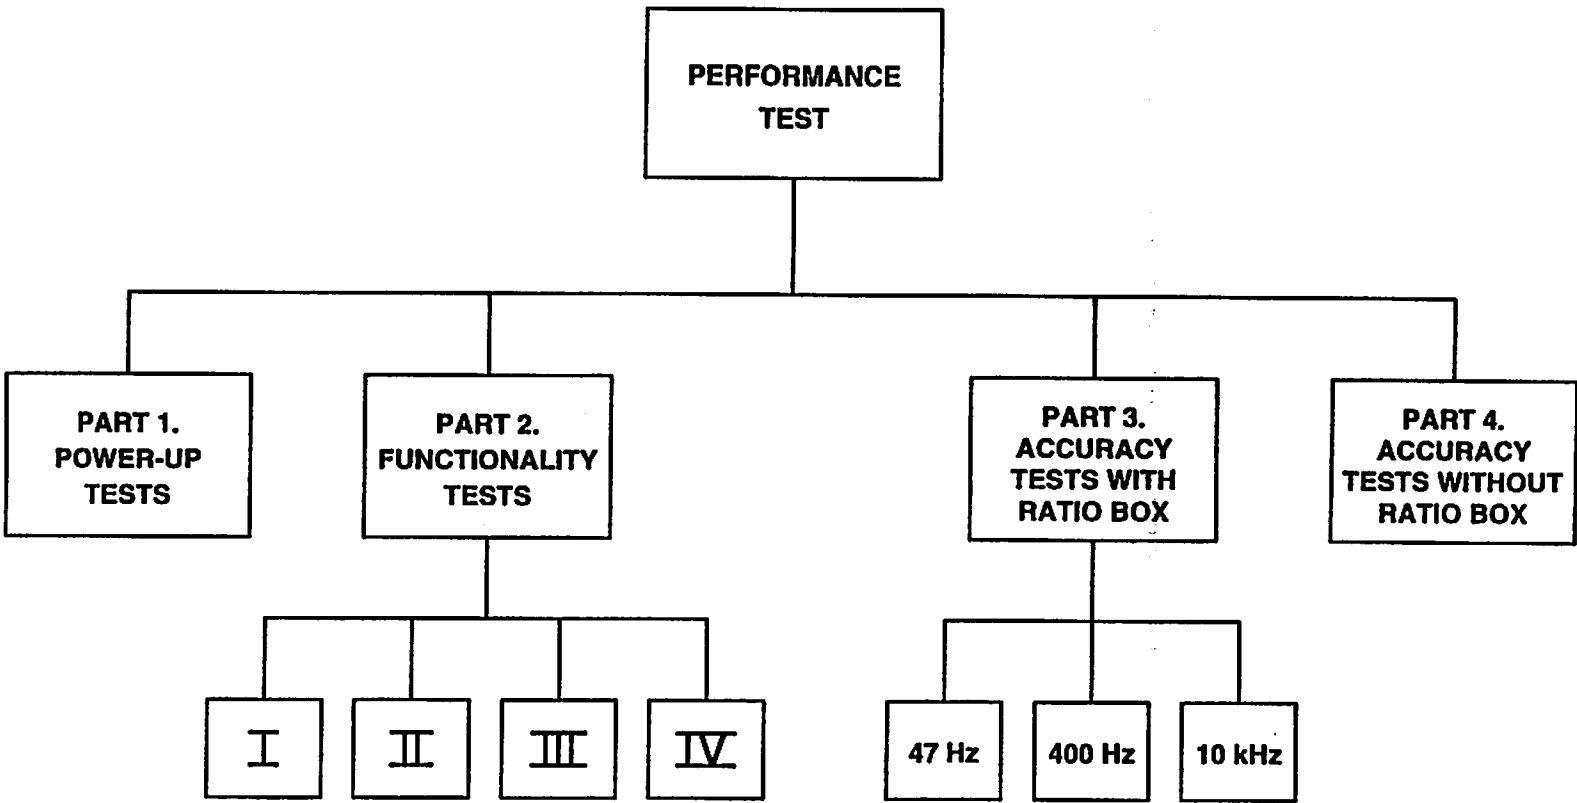 PERFORMANCE
TEST
PART 1.
POWER-UP
TESTS
PART 2.
FUNCTIONALITY
TESTS
PART 3.
ACCURACY
TESTS WITH
RATIO BOX
PART 4.
ACCURACY
TESTS WITHOUT
RATIO BOX
I
II
III
IV
47 Hz
400 Hz
10 kHz